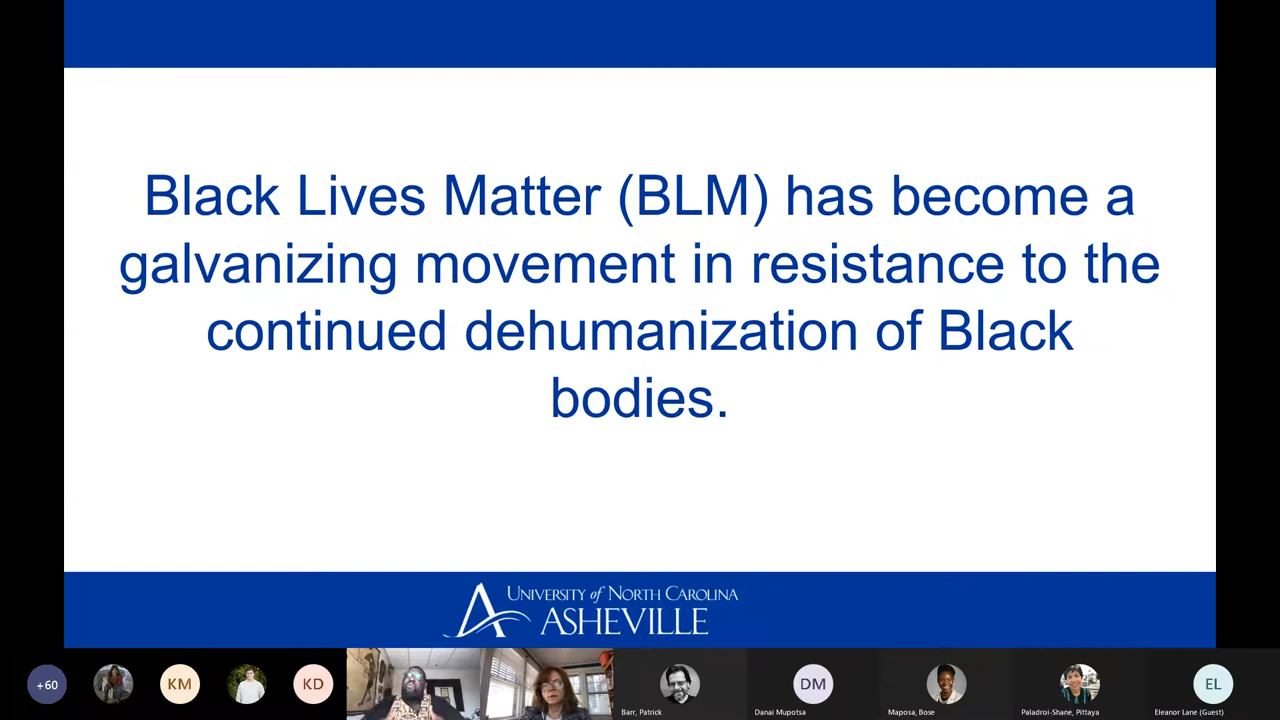 Black Lives Matter (BLM) has become a
galvanizing movement in resistance to the
continued dehumanization of Black
bodies.
UNIVERSITY of NORTH CAROLINA
ASHEVILLE
+60
KM
KD
DM
EL
Barr, Patrick
Danai Mupotsa
Maposa, Bose
Paladroi-Shane, Pittaya
Eleanor Lane (Guest)